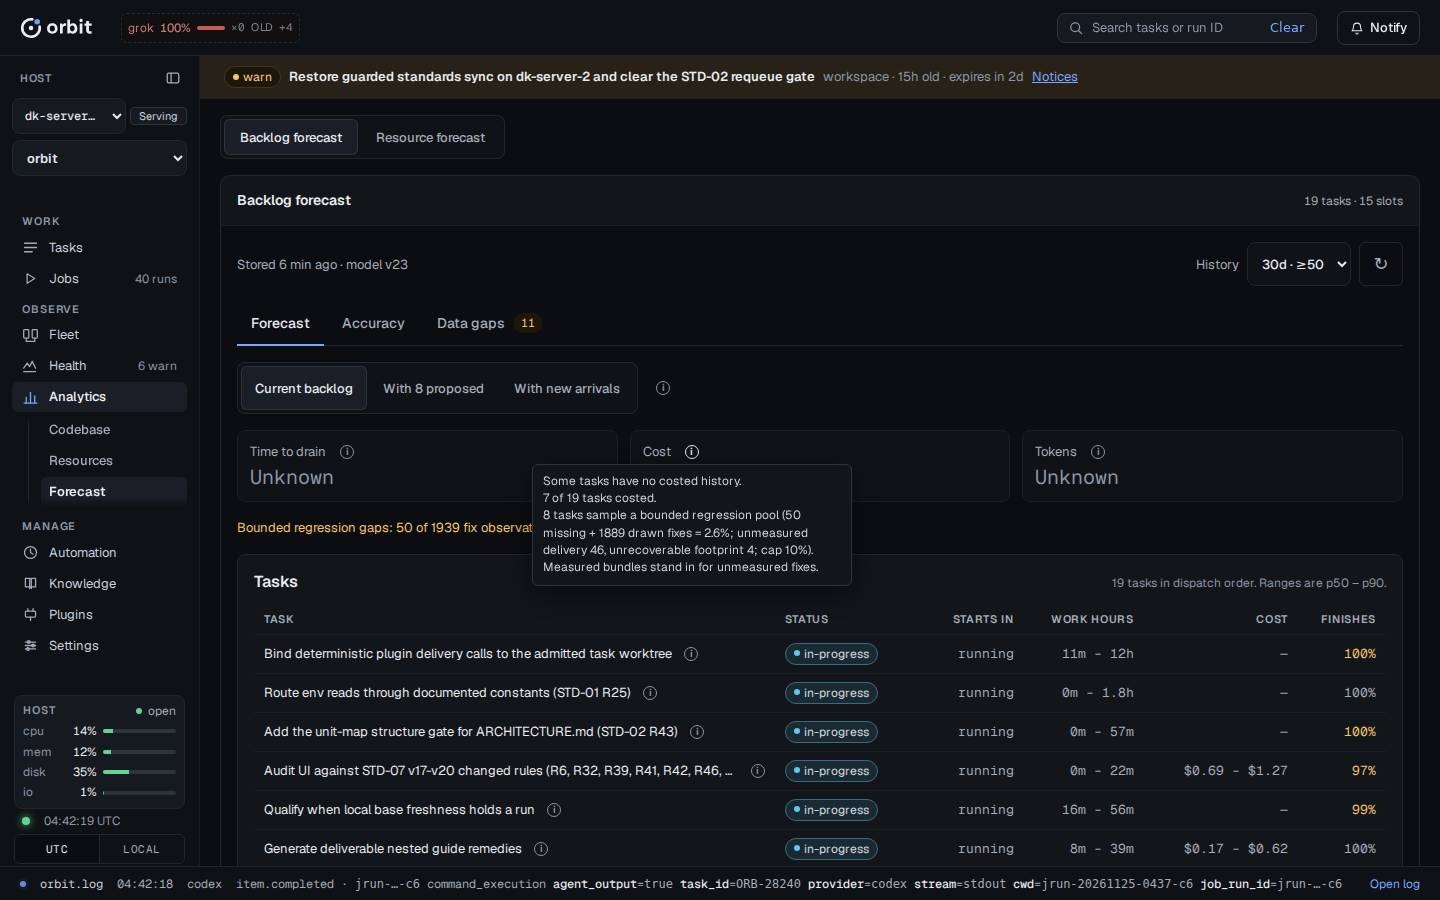 orbit
grok 100% ×0 OLD +4
Search tasks or run ID
Clear
Notify
HOST
dk-server…
Serving
orbit
WORK
Tasks
Jobs 40 runs
OBSERVE
Fleet
Health 6 warn
Analytics
Codebase
Resources
Forecast
MANAGE
Automation
Knowledge
Plugins
Settings
HOST open
cpu 14%
mem 12%
disk 35%
io 1%
04:42:19 UTC
UTC LOCAL
warn Restore guarded standards sync on dk-server-2 and clear the STD-02 requeue gate workspace · 15h old · expires in 2d Notices
Backlog forecast Resource forecast
Backlog forecast 19 tasks · 15 slots
Stored 6 min ago · model v23 History 30d · ≥50 ↻
Forecast Accuracy Data gaps 11
Current backlog With 8 proposed With new arrivals
Time to drain Cost Tokens
Unknown Unknown
Bounded regression gaps: 50 of 1939 fix observat
Some tasks have no costed history.
7 of 19 tasks costed.
8 tasks sample a bounded regression pool (50
missing + 1889 drawn fixes = 2.6%; unmeasured
delivery 46, unrecoverable footprint 4; cap 10%).
Measured bundles stand in for unmeasured fixes.
Tasks 19 tasks in dispatch order. Ranges are p50 – p90.
TASK STATUS STARTS IN WORK HOURS COST FINISHES
Bind deterministic plugin delivery calls to the admitted task worktree in-progress running 11m – 12h — 100%
Route env reads through documented constants (STD-01 R25) in-progress running 0m – 1.8h — 100%
Add the unit-map structure gate for ARCHITECTURE.md (STD-02 R43) in-progress running 0m – 57m — 100%
Audit UI against STD-07 v17-v20 changed rules (R6, R32, R39, R41, R42, R46, … in-progress running 0m – 22m $0.69 – $1.27 97%
Qualify when local base freshness holds a run in-progress running 16m – 56m — 99%
Generate deliverable nested guide remedies in-progress running 8m – 39m $0.17 – $0.62 100%
orbit.log 04:42:18 codex item.completed · jrun-…-c6 command_execution agent_output=true task_id=ORB-28240 provider=codex stream=stdout cwd=jrun-20261125-0437-c6 job_run_id=jrun-…-c6 Open log